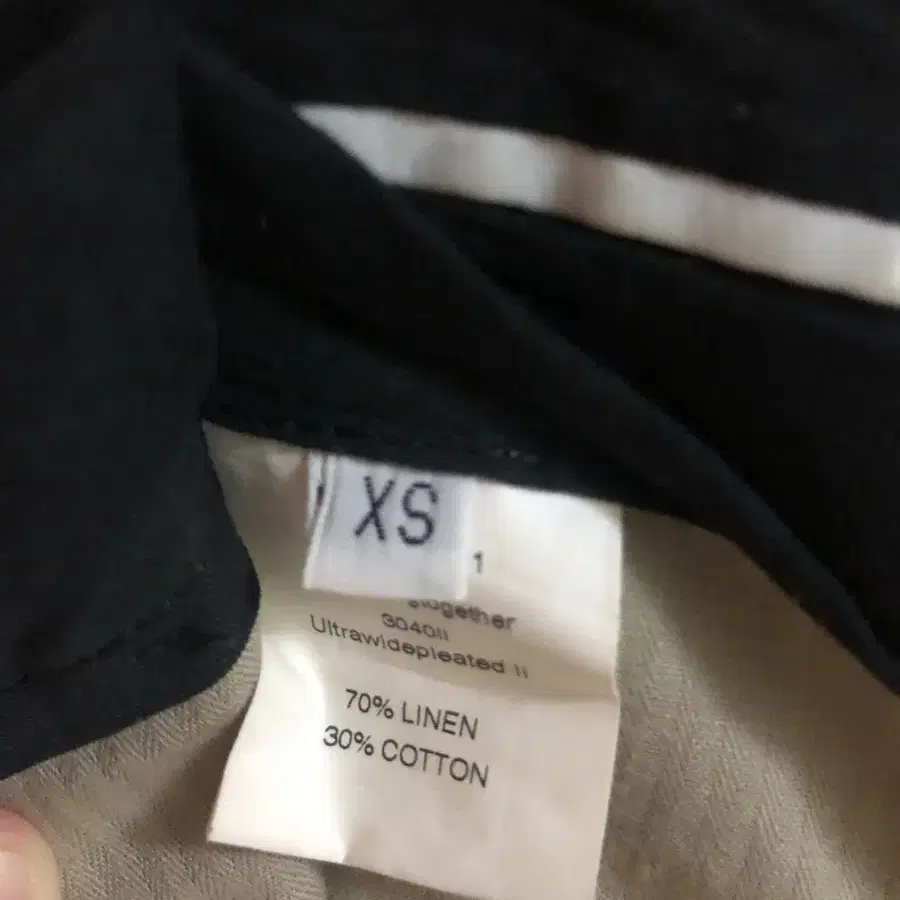 XS
1
3040II
Ultrawidepleated II
70% LINEN
30% COTTON